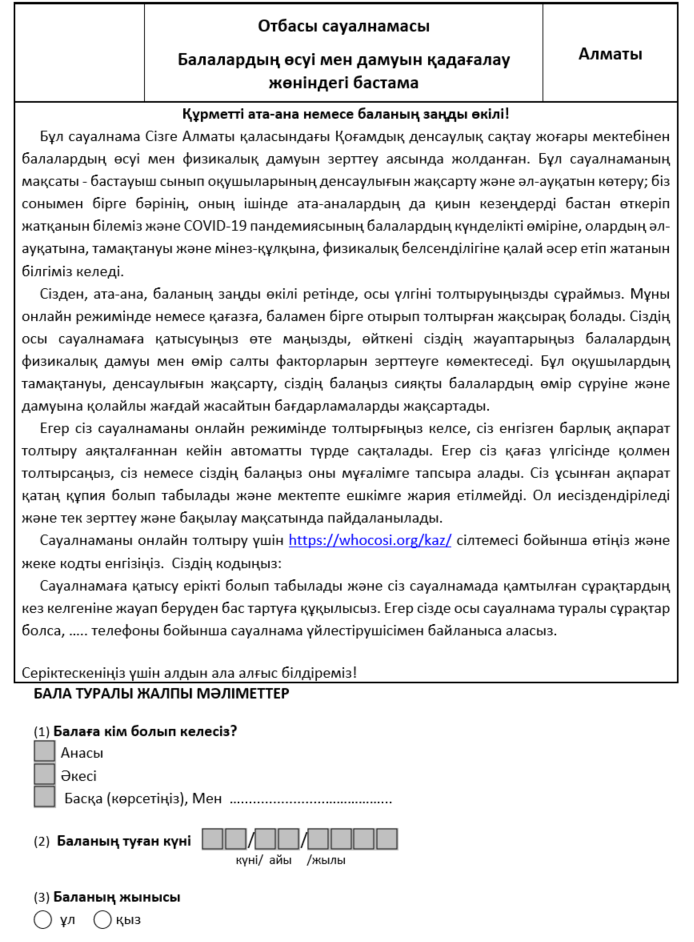 Отбасы сауалнамасы
Балалардың өсуі мен дамуын қадағалау
жөніндегі бастама
Алматы
Құрметті ата-ана немесе баланың заңды өкілі!
Бұл сауалнама Сізге Алматы қаласындағы Қоғамдық денсаулық сақтау жоғары мектебінен
балалардың өсуі мен физикалық дамуын зерттеу аясында жолданған. Бұл сауалнаманың
мақсаты - бастауыш сынып оқушыларының денсаулығын жақсарту және әл-ауқатын көтеру; біз
сонымен бірге бәрінің, оның ішінде ата-аналардың да қиын кезеңдерді бастан өткеріп
жатқанын білеміз және COVID-19 пандемиясының балалардың күнделікті өміріне, олардың әл-
ауқатына, тамақтануы және мінез-құлқына, физикалық белсенділігіне қалай әсер етіп жатанын
білгіміз келеді.
Сізден, ата-ана, баланың заңды өкілі ретінде, осы үлгіні толтыруыңызды сұраймыз. Мұны
онлайн режимінде немесе қағазға, баламен бірге отырып толтырған жақсырақ болады. Сіздің
осы сауалнамаға қатысуыңыз өте маңызды, өйткені сіздің жауаптарыңыз балалардың
физикалық дамуы мен өмір салты факторларын зерттеуге көмектеседі. Бұл оқушылардың
тамақтануы, денсаулығын жақсарту, сіздің балаңыз сияқты балалардың өмір сүруіне және
дамуына қолайлы жағдай жасайтын бағдарламаларды жақсартады.
Егер сіз сауалнаманы онлайн режимінде толтырғыңыз келсе, сіз енгізген барлық ақпарат
толтыру аяқталғаннан кейін автоматты түрде сақталады. Егер сіз қағаз үлгісінде қолмен
толтырсаңыз, сіз немесе сіздің балаңыз оны мұғалімге тапсыра алады. Сіз ұсынған ақпарат
қатаң құпия болып табылады және мектепте ешкімге жария етілмейді. Ол иесіздендіріледі
және тек зерттеу және бақылау мақсатында пайдаланылады.
Сауалнаманы онлайн толтыру үшін https://whocosi.org/kaz/ сілтемесі бойынша өтіңіз және
жеке кодты енгізіңіз. Сіздің кодыңыз:
Сауалнамаға қатысу ерікті болып табылады және сіз сауалнамада қамтылған сұрақтардың
кез келгеніне жауап беруден бас тартуға құқылысыз. Егер сізде осы сауалнама туралы сұрақтар
болса, ….. телефоны бойынша сауалнама үйлестірушісімен байланыса аласыз.
Серіктескеніңіз үшін алдын ала алғыс білдіреміз!
БАЛА ТУРАЛЫ ЖАЛПЫ МӘЛІМЕТТЕР
(1) Балаға кім болып келесіз?
Анасы
Әкесі
Басқа (көрсетіңіз), Мен ….......................……………...
(2) Баланың туған күні / /
күні/ айы /жылы
(3) Баланың жынысы
ұл қыз